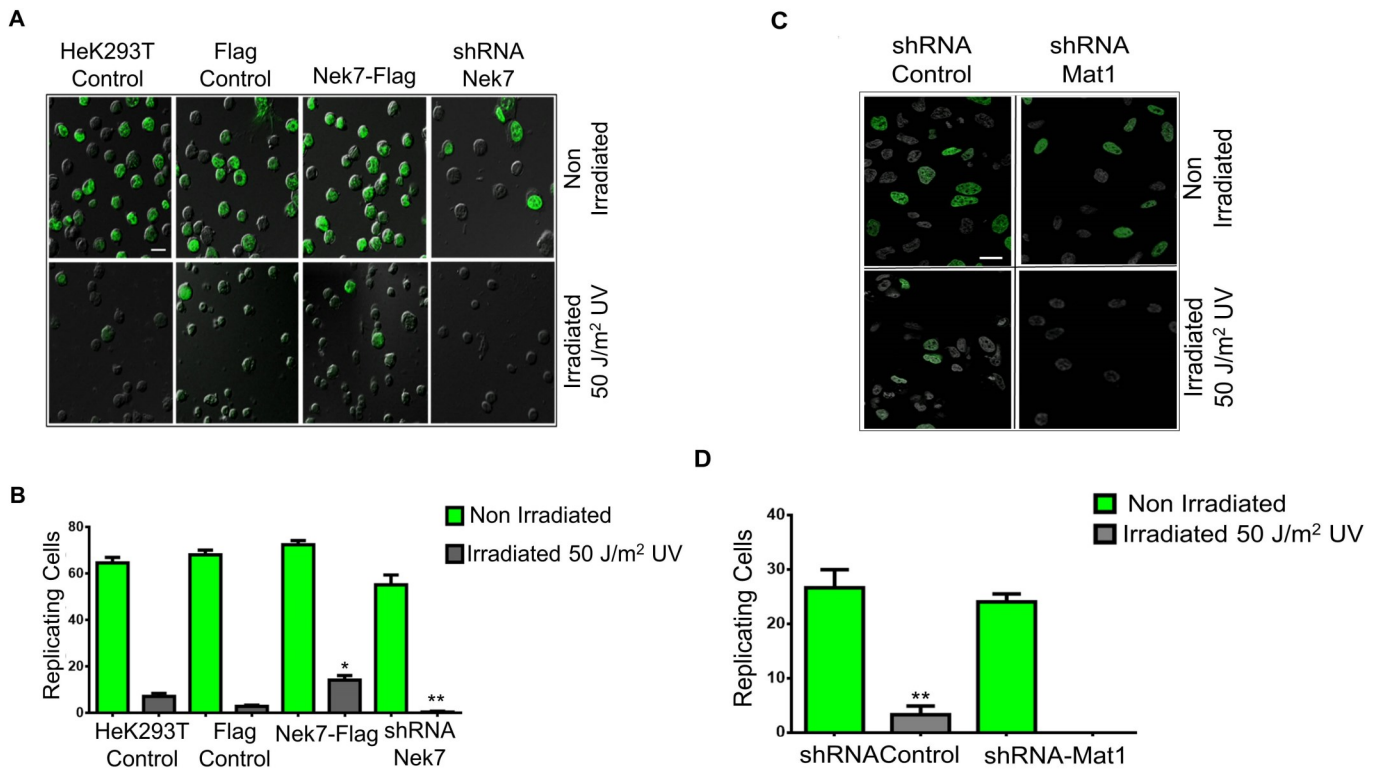 A
HeK293T
Control
Flag
Control
Nek7-Flag
shRNA
Nek7
Non
Irradiated
Irradiated
50 J/m² UV
C
shRNA
Control
shRNA
Mat1
Non
Irradiated
Irradiated
50 J/m² UV
B
Replicating Cells
80
60
40
20
0
*
**
HeK293T
Control
Flag
Control
Nek7-Flag
shRNA
Nek7
Non Irradiated
Irradiated 50 J/m² UV
D
Replicating Cells
40
30
20
10
0
**
shRNAControl
shRNA-Mat1
Non Irradiated
Irradiated 50 J/m² UV